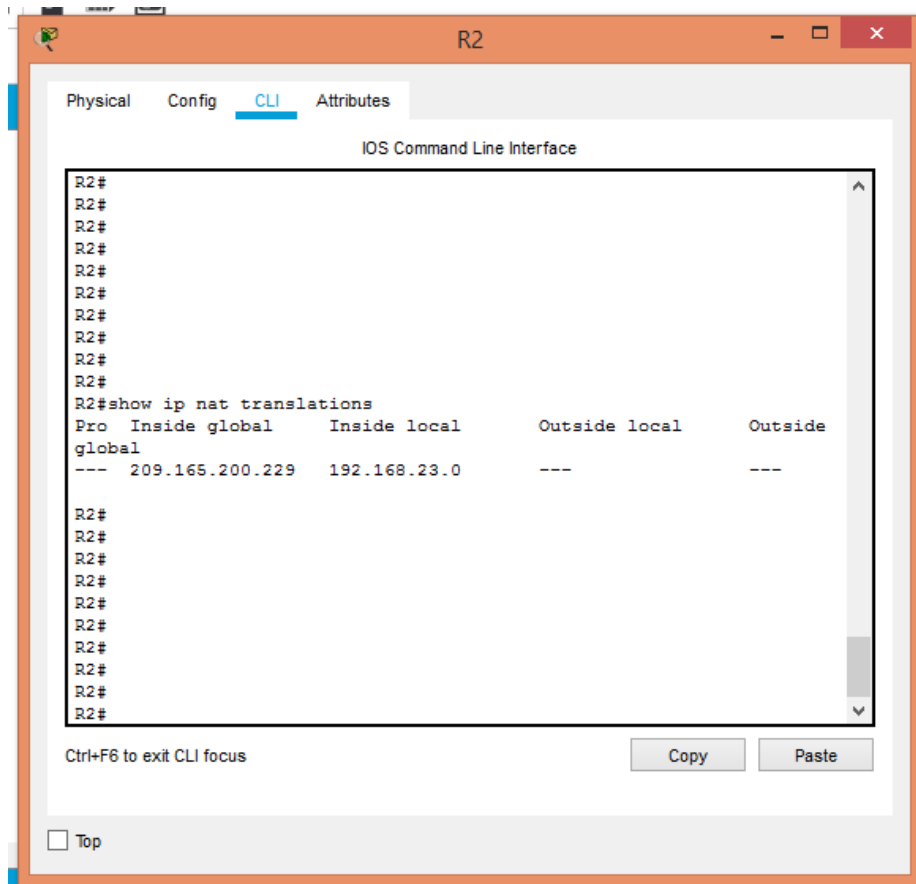 R2
Physical Config CLI Attributes
IOS Command Line Interface
R2#
R2#
R2#
R2#
R2#
R2#
R2#
R2#
R2#
R2#
R2#show ip nat translations
Pro  Inside global     Inside local       Outside local      Outside
global
---  209.165.200.229   192.168.23.0       ---                ---
R2#
R2#
R2#
R2#
R2#
R2#
R2#
R2#
R2#
R2#
Ctrl+F6 to exit CLI focus
Copy Paste
Top